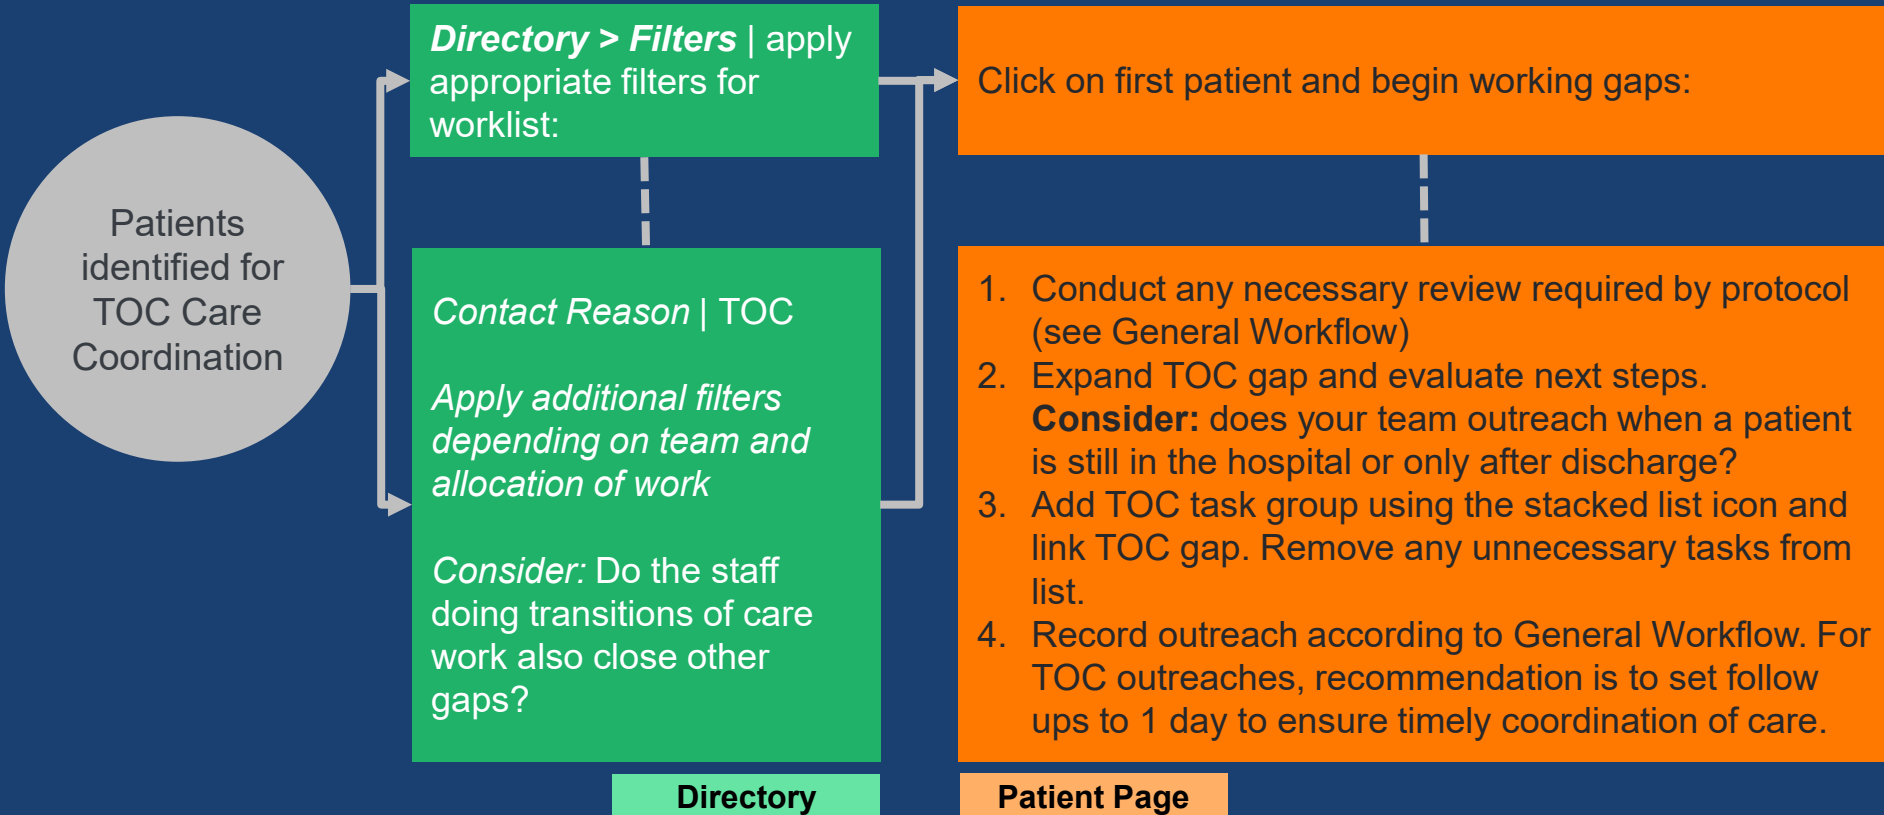 Patients
identified for
TOC Care
Coordination
Directory > Filters | apply
appropriate filters for
worklist:
Contact Reason | TOC
Apply additional filters
depending on team and
allocation of work
Consider: Do the staff
doing transitions of care
work also close other
gaps?
Directory
Click on first patient and begin working gaps:
1. Conduct any necessary review required by protocol
(see General Workflow)
2. Expand TOC gap and evaluate next steps.
Consider: does your team outreach when a patient
is still in the hospital or only after discharge?
3. Add TOC task group using the stacked list icon and
link TOC gap. Remove any unnecessary tasks from
list.
4. Record outreach according to General Workflow. For
TOC outreaches, recommendation is to set follow
ups to 1 day to ensure timely coordination of care.
Patient Page